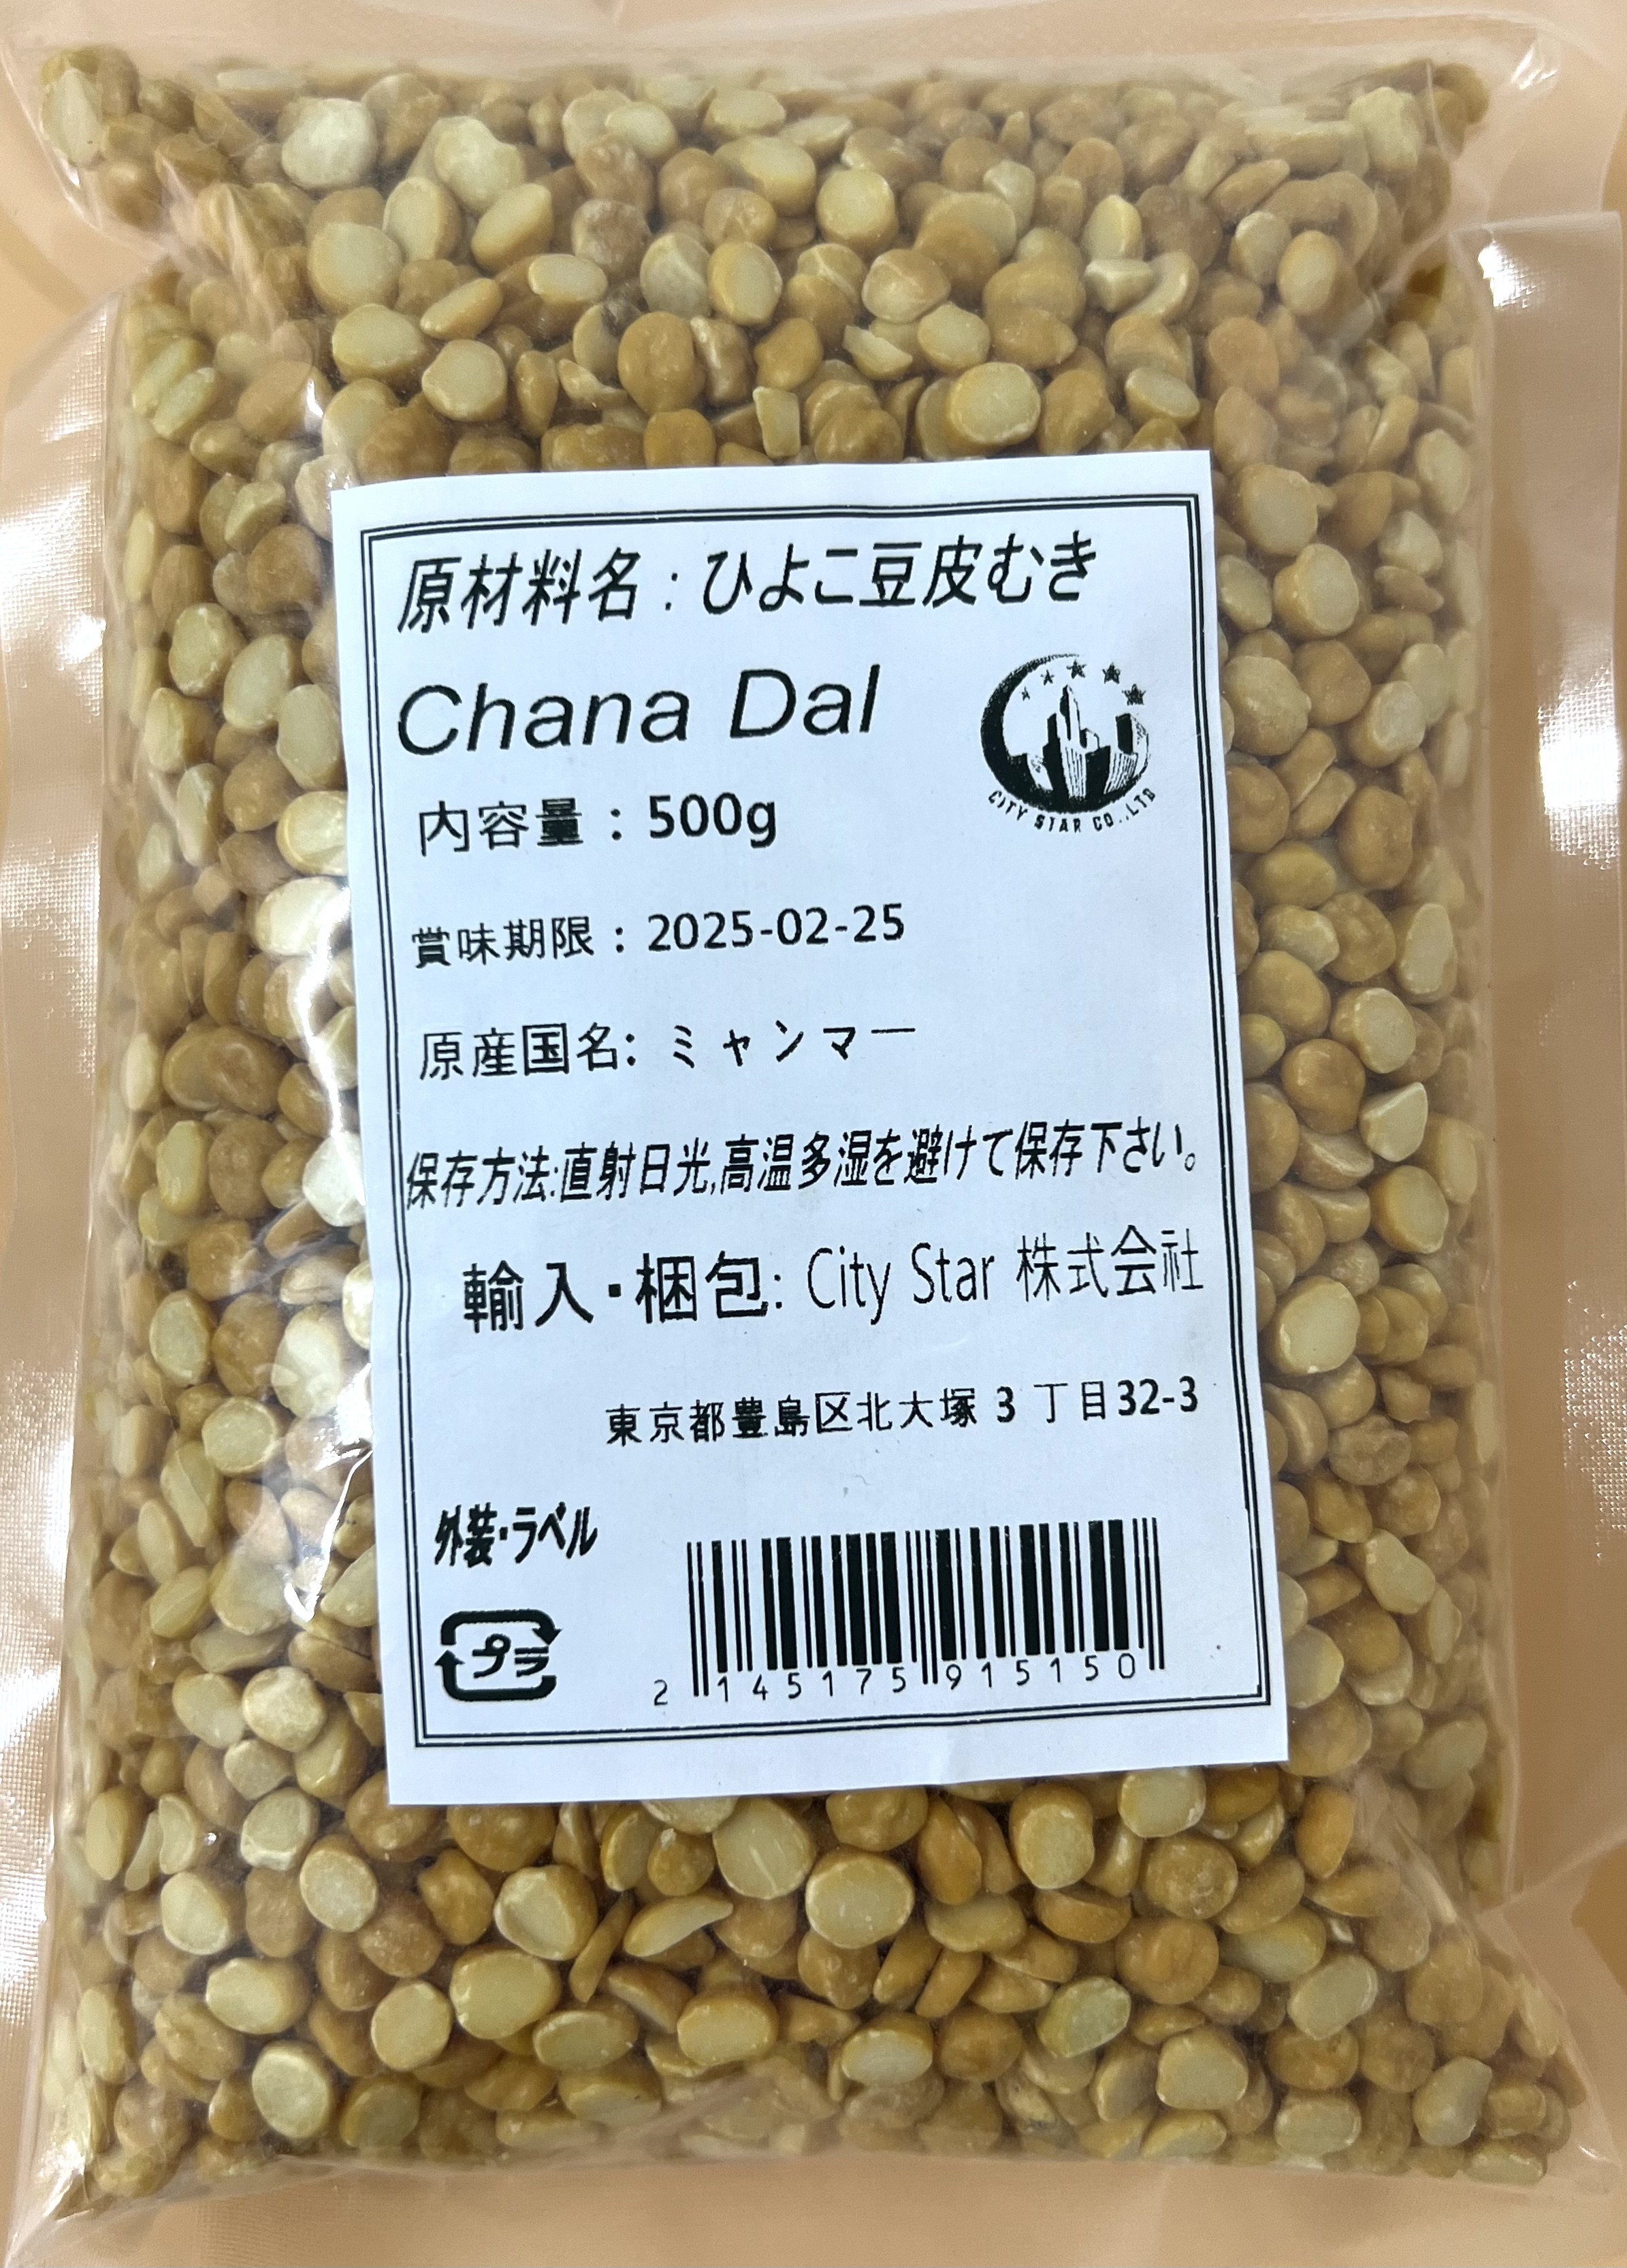 原材料名：ひよこ豆皮むき
Chana Dal
CITY STAR CO.,LTD
内容量：500g
賞味期限：2025-02-25
原産国名: ミャンマー
保存方法:直射日光,高温多湿を避けて保存下さい。
輸入・梱包: City Star 株式会社
東京都豊島区北大塚 3 丁目32-3
外装・ラベル
プラ
2 145175 915150